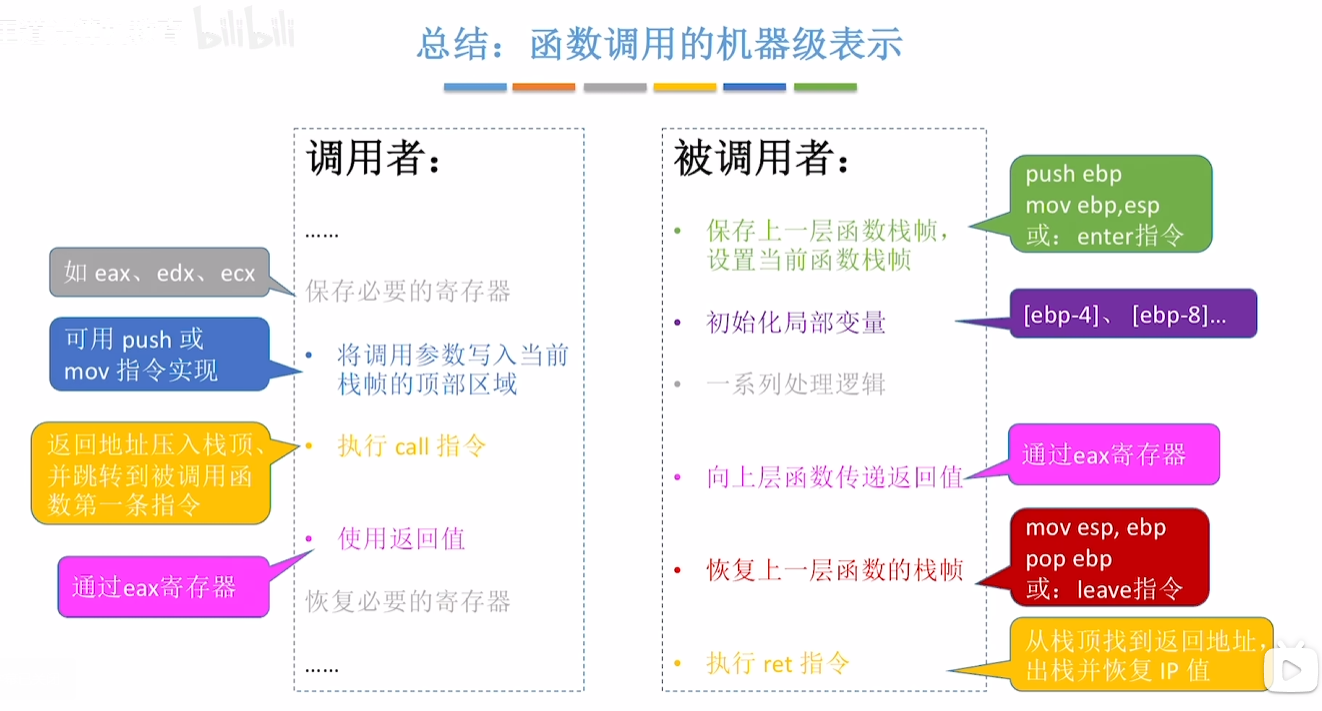 bilibili
总结：函数调用的机器级表示
调用者：
……
如 eax、edx、ecx
保存必要的寄存器
可用 push 或
mov 指令实现
• 将调用参数写入当前
栈帧的顶部区域
返回地址压入栈顶、
并跳转到被调用函
数第一条指令
• 执行 call 指令
• 使用返回值
通过eax寄存器
恢复必要的寄存器
……
被调用者：
• 保存上一层函数栈帧，
设置当前函数栈帧
push ebp
mov ebp,esp
或：enter指令
• 初始化局部变量
[ebp-4]、 [ebp-8]...
• 一系列处理逻辑
• 向上层函数传递返回值
通过eax寄存器
• 恢复上一层函数的栈帧
mov esp, ebp
pop ebp
或：leave指令
• 执行 ret 指令
从栈顶找到返回地址，
出栈并恢复 IP 值